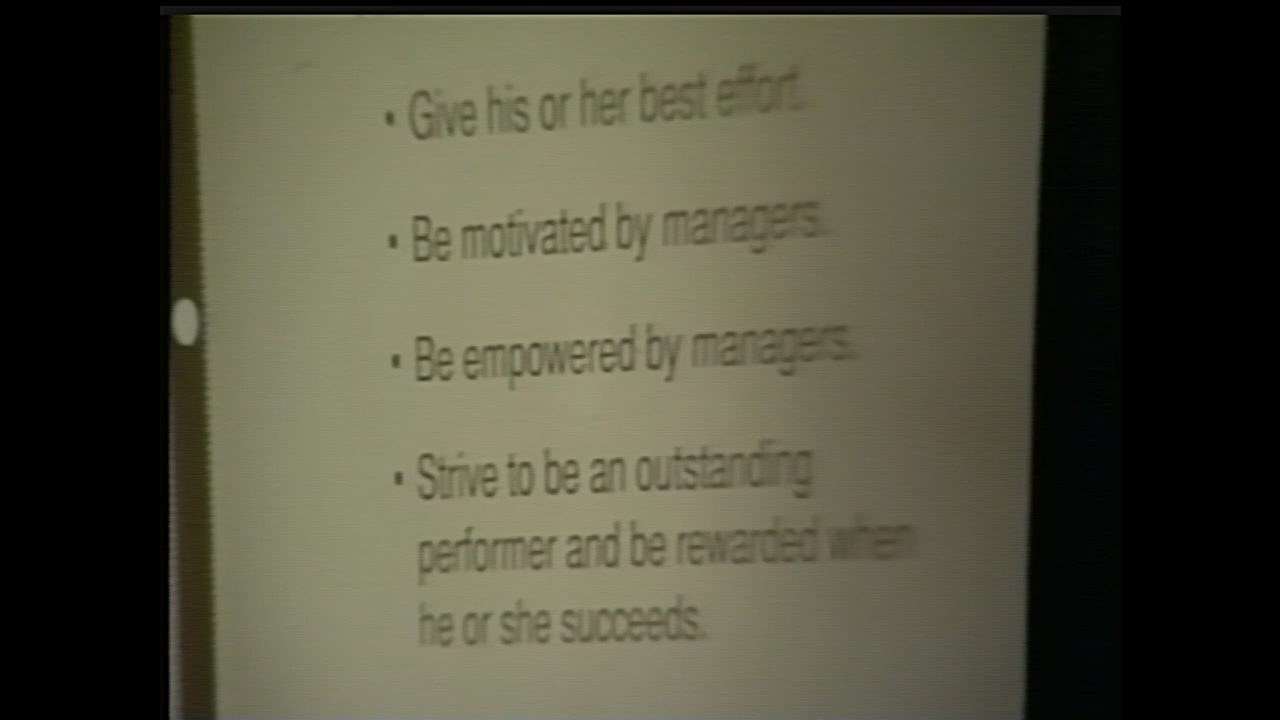 • Give his or her best effort.
• Be motivated by managers.
• Be empowered by managers.
• Strive to be an outstanding
performer and be rewarded when
he or she succeeds.